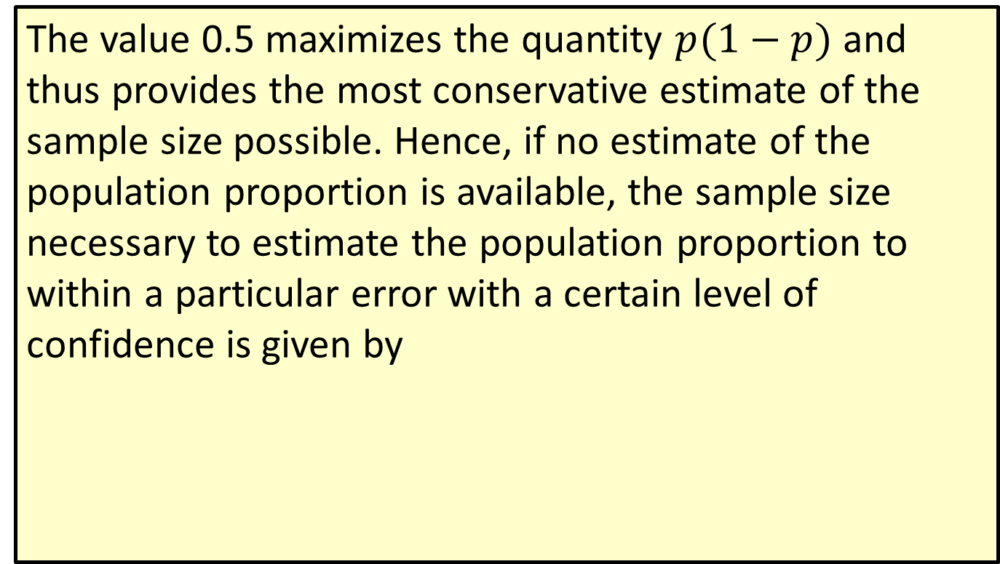 The value 0.5 maximizes the quantity 𝑝(1 − 𝑝) and
thus provides the most conservative estimate of the
sample size possible. Hence, if no estimate of the
population proportion is available, the sample size
necessary to estimate the population proportion to
within a particular error with a certain level of
confidence is given by